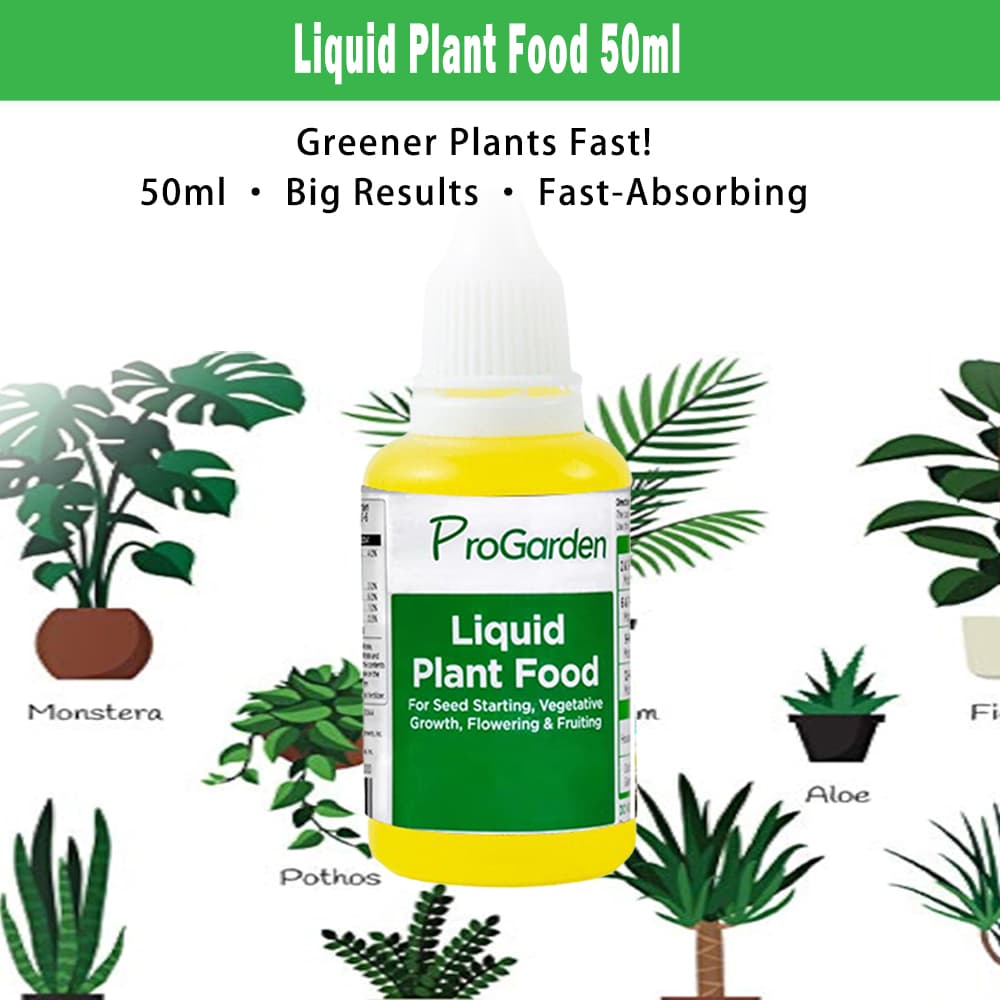 Liquid Plant Food 50ml
Greener Plants Fast!
50ml • Big Results • Fast-Absorbing
ProGarden
Liquid
Plant Food
For Seed Starting, Vegetative
Growth, Flowering & Fruiting
Monstera
Aloe
Pothos